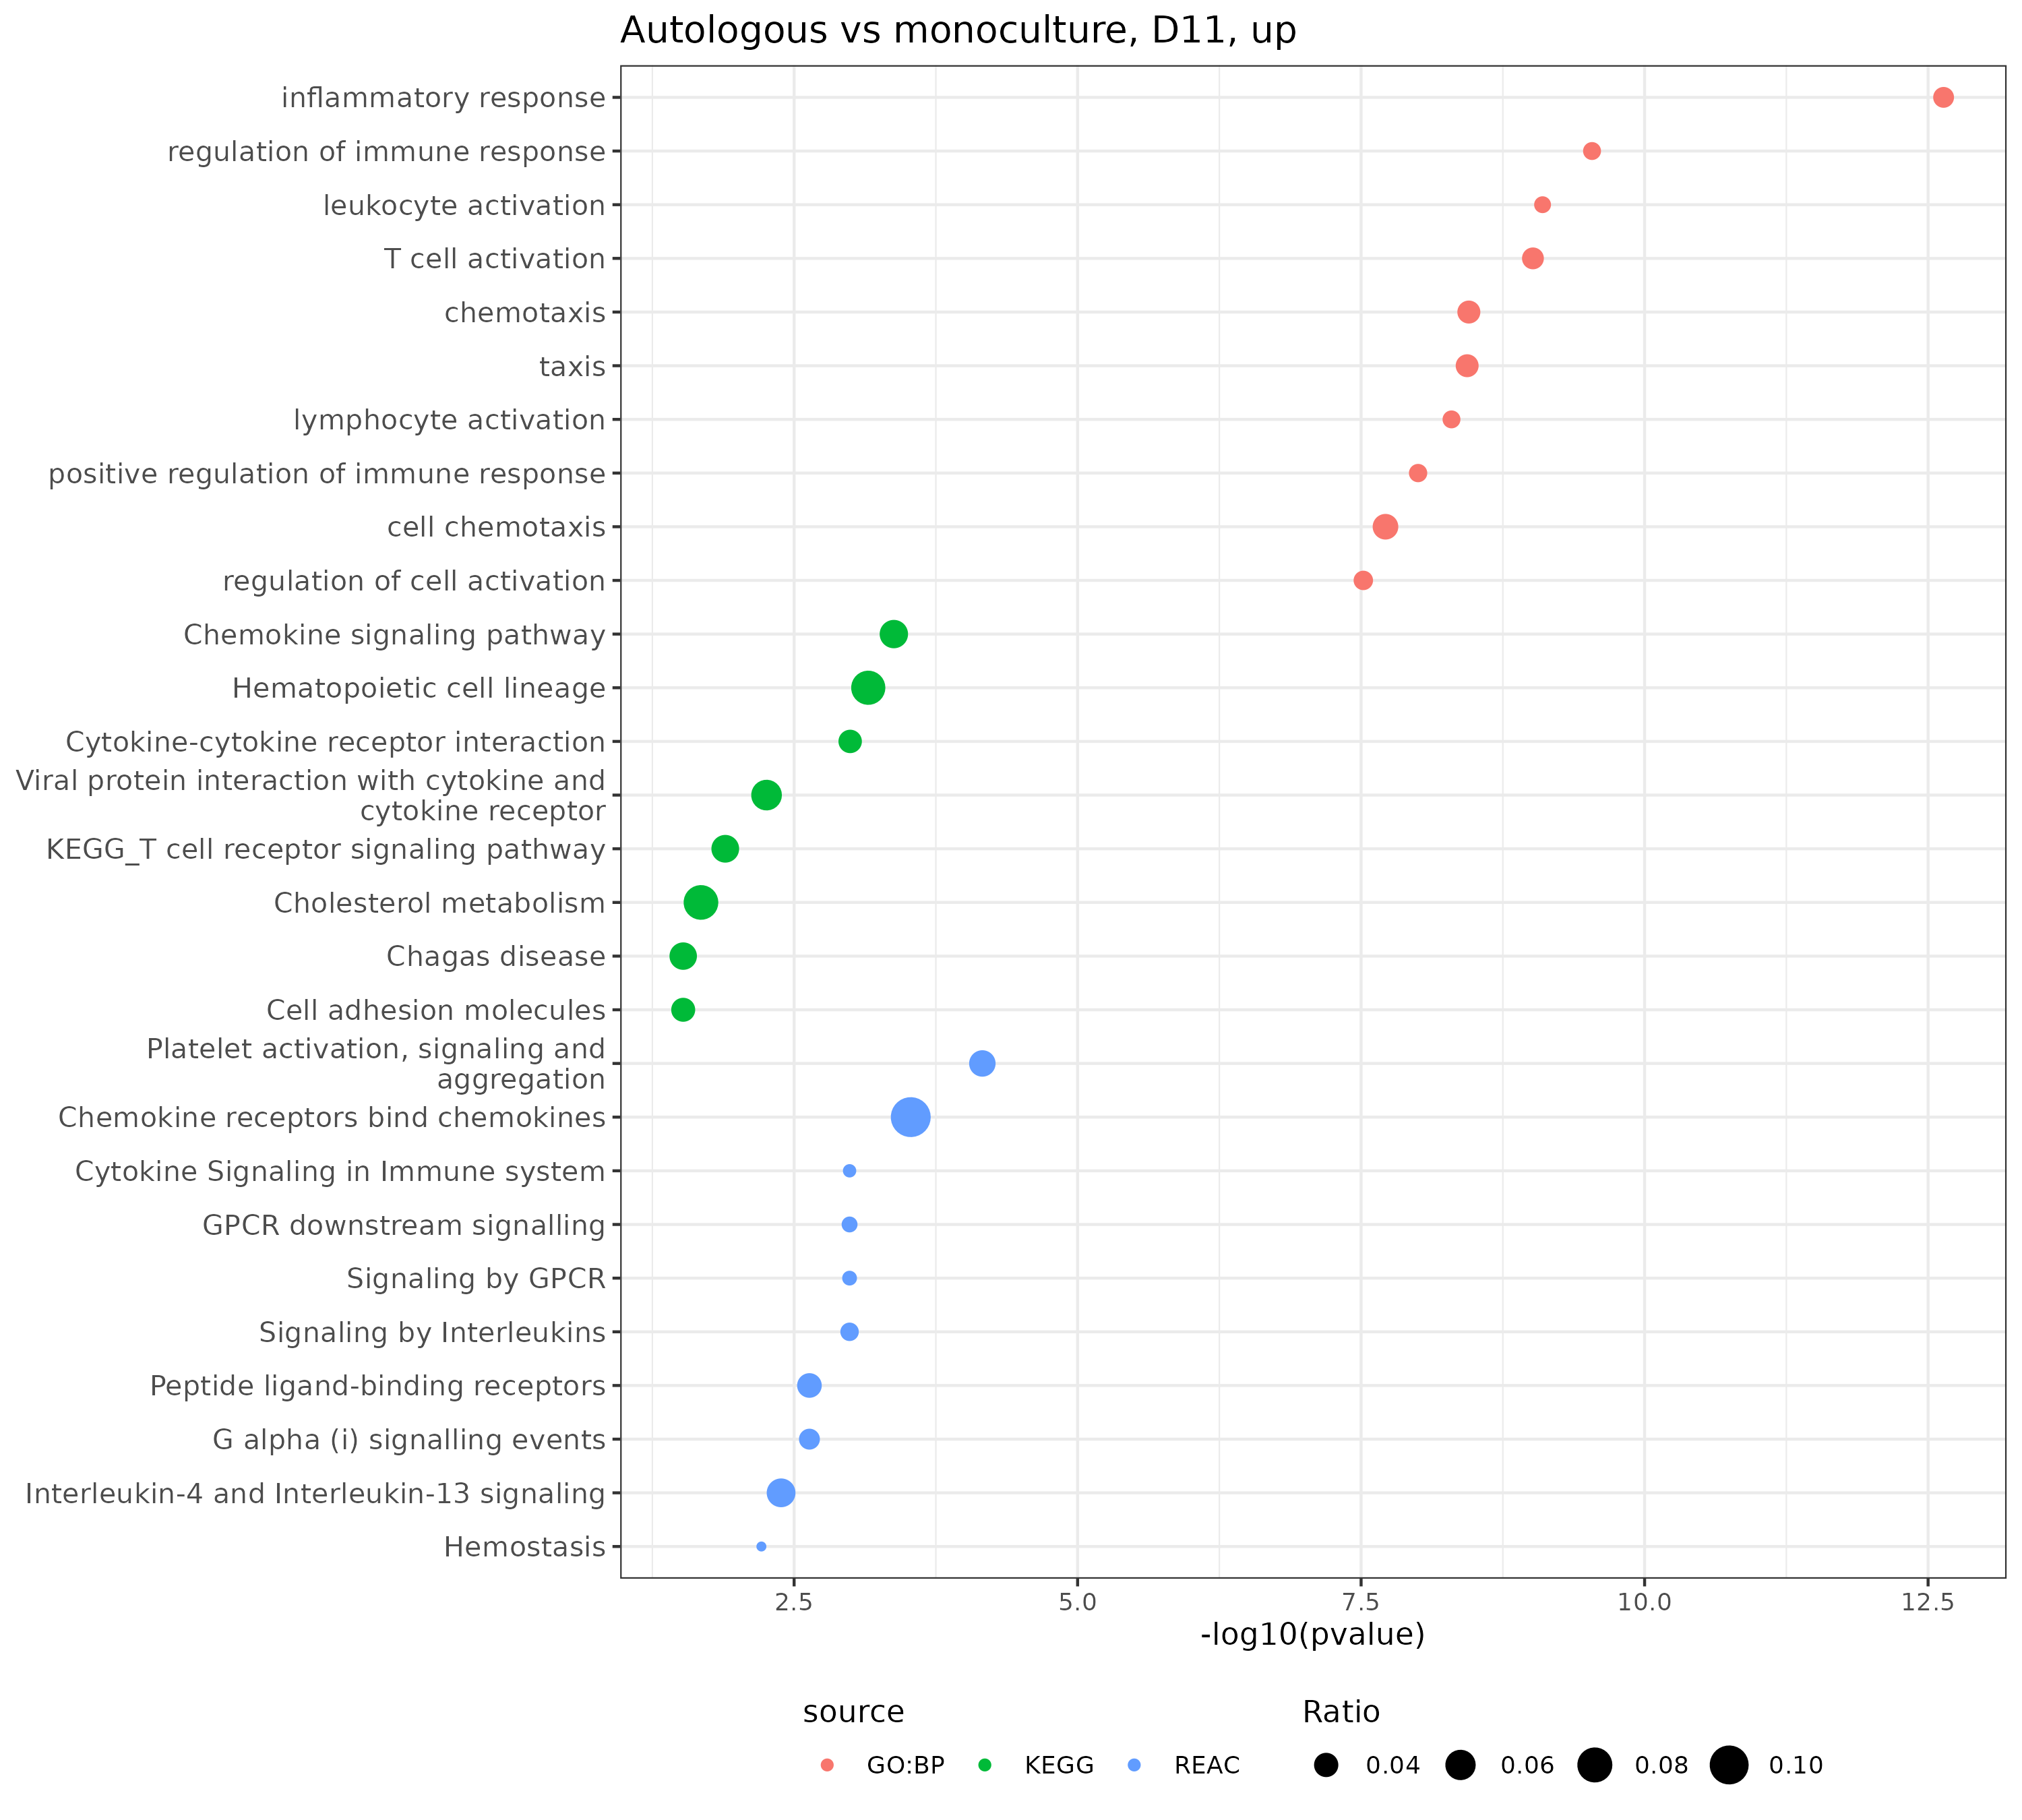 Autologous vs monoculture, D11, up
inflammatory response
regulation of immune response
leukocyte activation
T cell activation
chemotaxis
taxis
lymphocyte activation
positive regulation of immune response
cell chemotaxis
regulation of cell activation
Chemokine signaling pathway
Hematopoietic cell lineage
Cytokine-cytokine receptor interaction
Viral protein interaction with cytokine and
cytokine receptor
KEGG_T cell receptor signaling pathway
Cholesterol metabolism
Chagas disease
Cell adhesion molecules
Platelet activation, signaling and
aggregation
Chemokine receptors bind chemokines
Cytokine Signaling in Immune system
GPCR downstream signalling
Signaling by GPCR
Signaling by Interleukins
Peptide ligand-binding receptors
G alpha (i) signalling events
Interleukin-4 and Interleukin-13 signaling
Hemostasis
2.5 5.0 7.5 10.0 12.5
-log10(pvalue)
source Ratio
GO:BP KEGG REAC 0.04 0.06 0.08 0.10